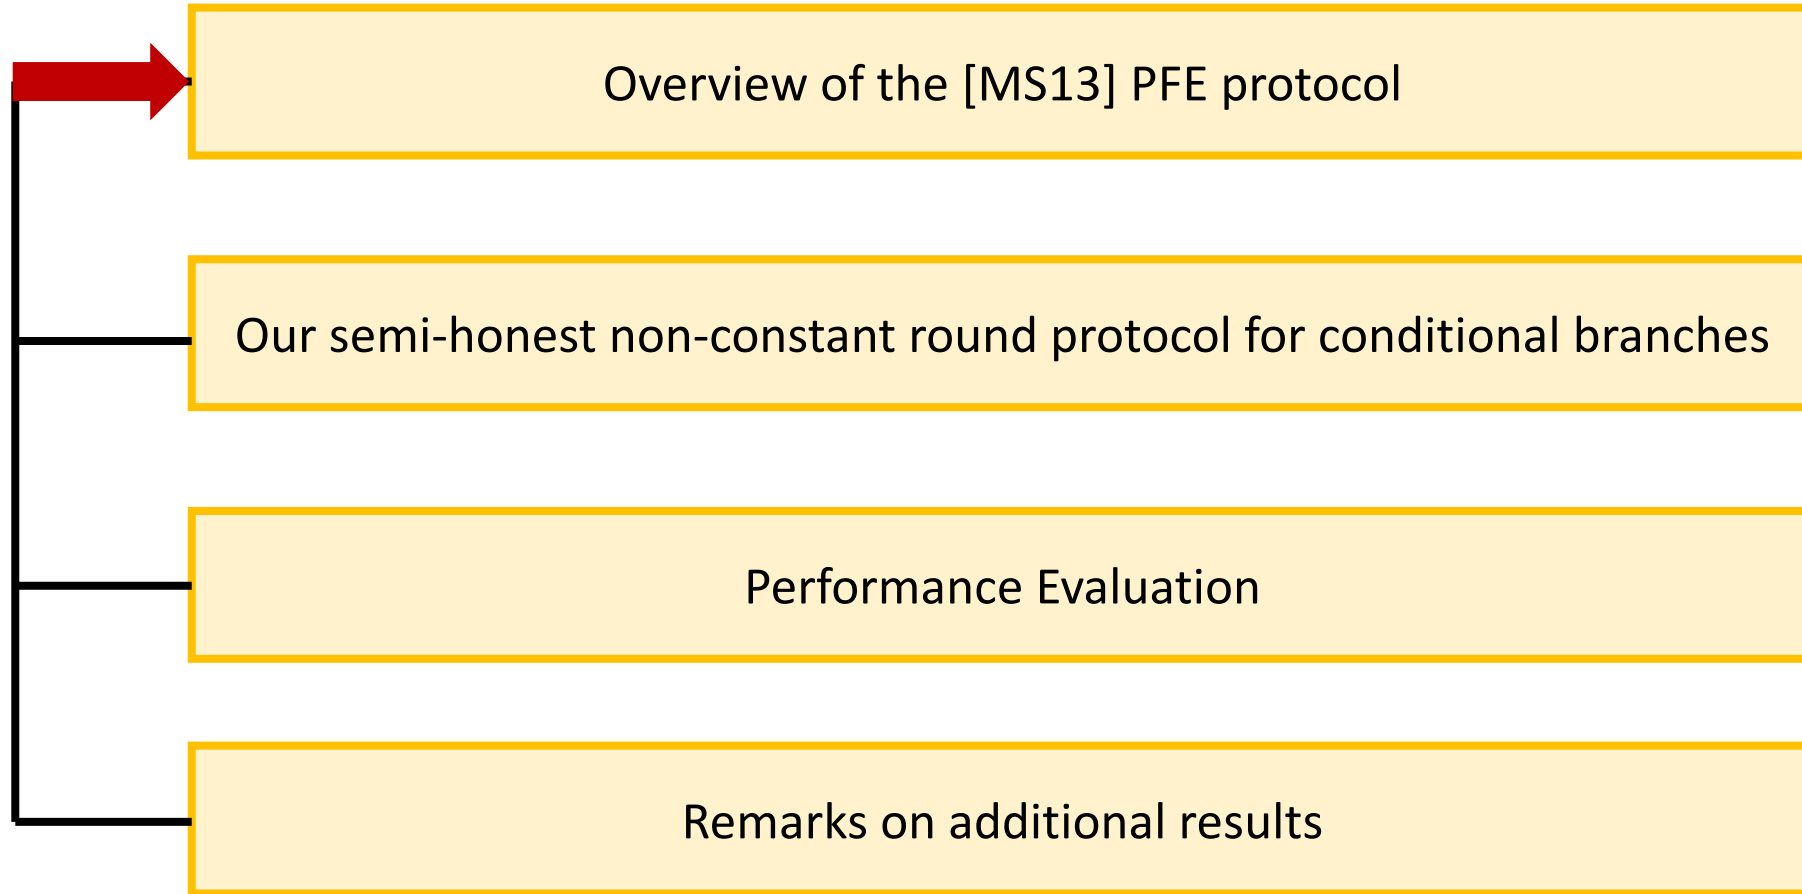 Overview of the [MS13] PFE protocol
Our semi-honest non-constant round protocol for conditional branches
Performance Evaluation
Remarks on additional results